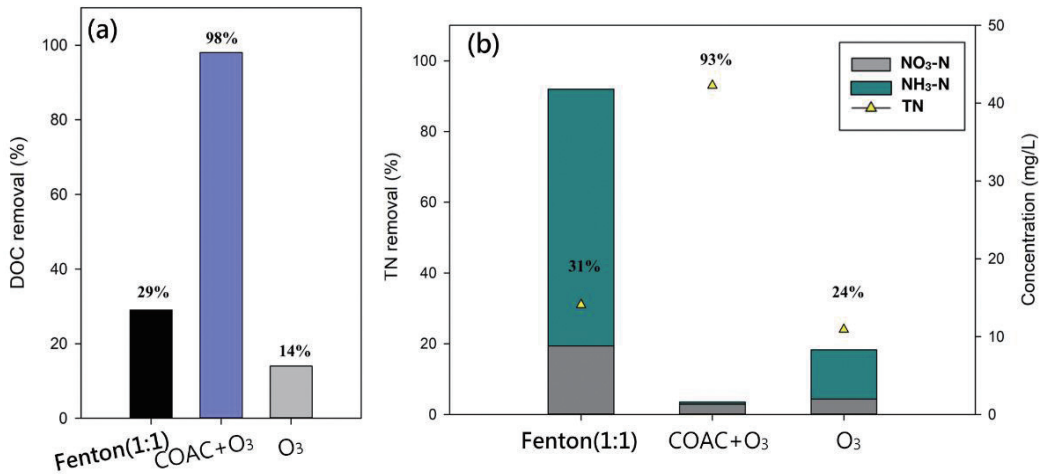 (a)
DOC removal (%)
100
80
60
40
20
0
29%
98%
14%
Fenton(1:1)
COAC+O₃
O₃
(b)
TN removal (%)
100
80
60
40
20
0
31%
93%
24%
NO₃-N
NH₃-N
TN
50
40
30
20
10
0
Concentration (mg/L)
Fenton(1:1)
COAC+O₃
O₃